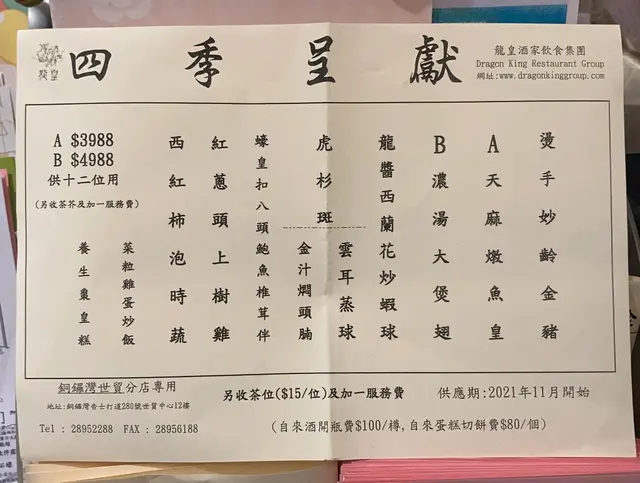 四季呈獻
龍皇酒家飲食集團
Dragon King Restaurant Group
網址:www.dragonkinggroup.com
龍皇
燙手妙齡金豬
A 天麻燉魚皇
B 濃湯大煲翅
龍醬西蘭花炒蝦球
虎杉斑
雲耳蒸球
金汁燜頭腩
蠔皇扣八頭鮑魚椎茸伴
紅蔥頭上樹雞
西紅柿泡時蔬
菜粒雞蛋炒飯
養生棗皇糕
A $3988
B $4988
供十二位用
(另收茶芥及加一服務費)
銅鑼灣世貿分店專用
地址:銅鑼灣告士打道280號世貿中心12樓
Tel : 28952288 FAX : 28956188
另收茶位($15/位)及加一服務費
供應期:2021年11月開始
(自來酒開瓶費$100/樽,自來蛋糕切餅費$80/個)